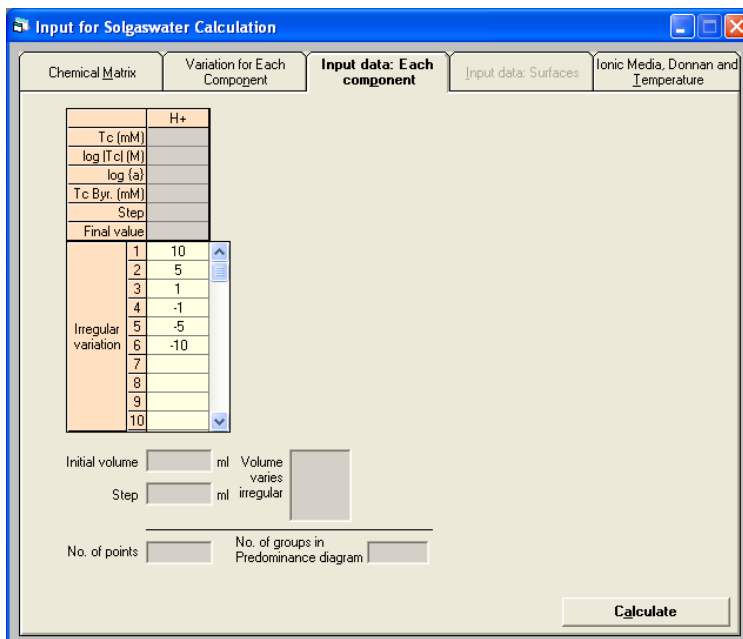 Input for Solgaswater Calculation
Chemical Matrix
Variation for Each
Component
Input data: Each
component
Input data: Surfaces
Ionic Media, Donnan and
Temperature
H+
Tc (mM)
log |Tc| (M)
log {a}
Tc Byr. (mM)
Step
Final value
Irregular
variation
1 10
2 5
3 1
4 -1
5 -5
6 -10
7
8
9
10
Initial volume ml
Volume
varies
irregular
Step ml
No. of points
No. of groups in
Predominance diagram
Calculate